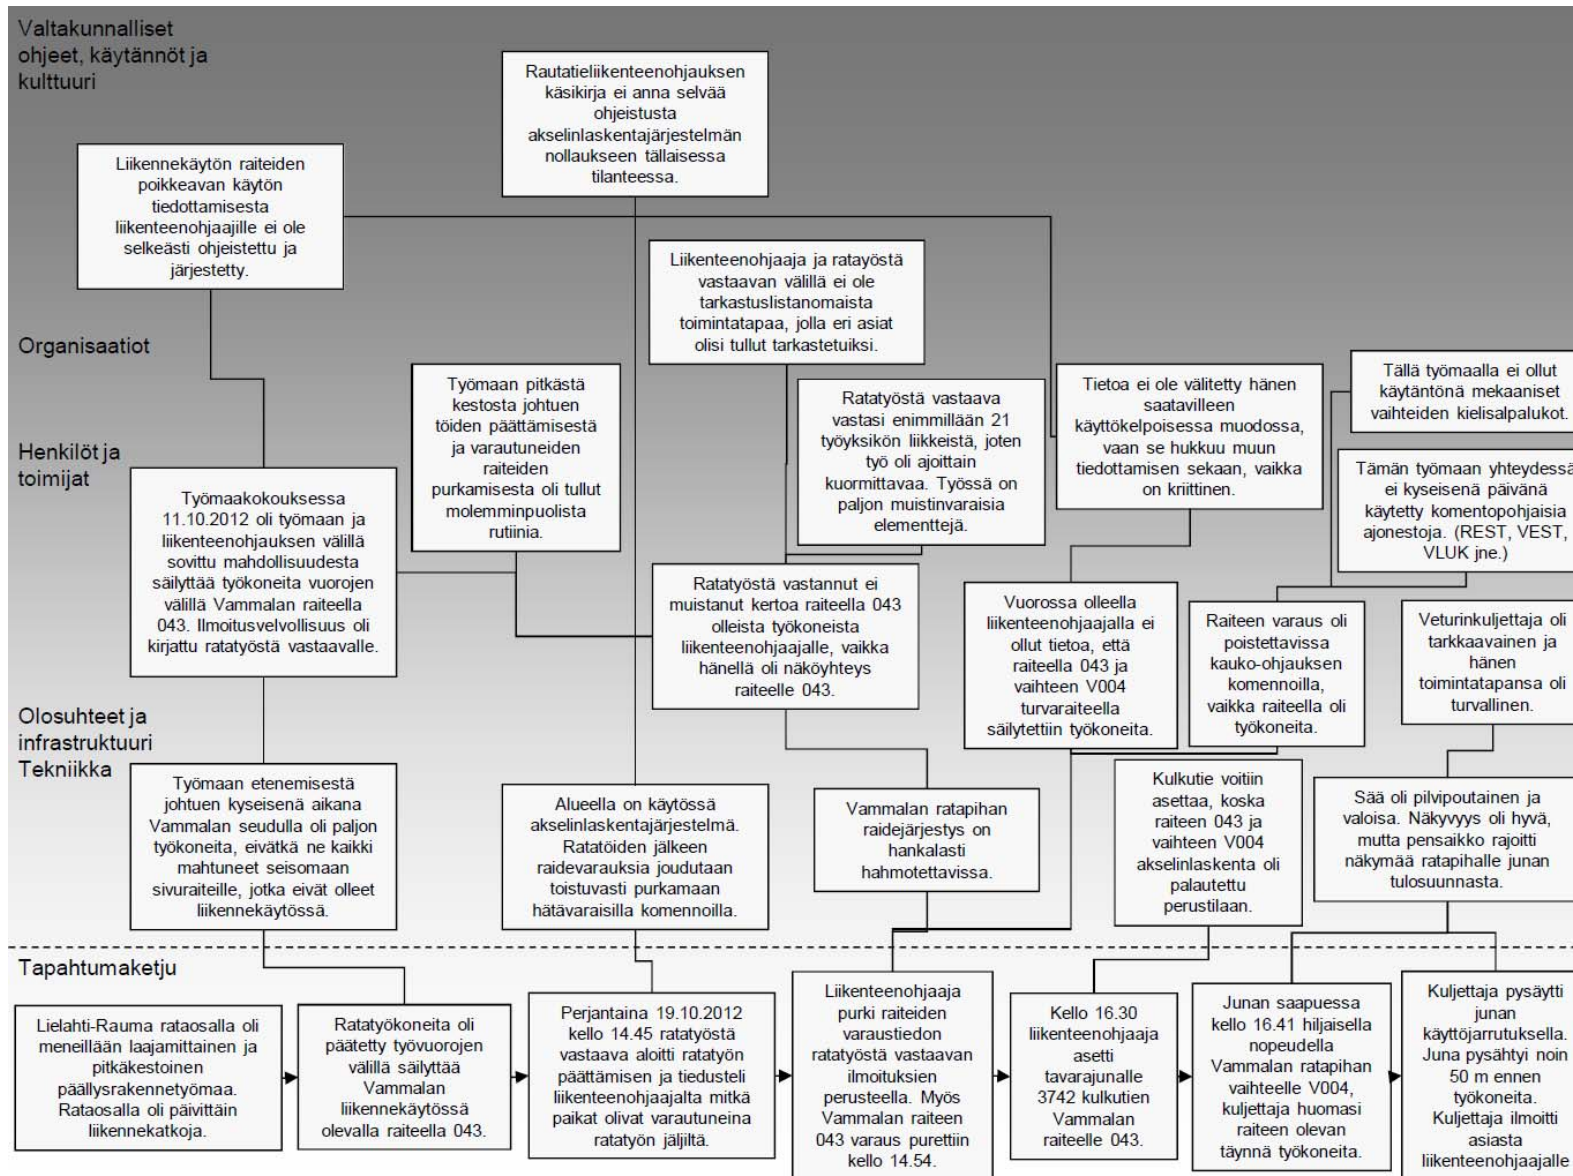 Valtakunnalliset
ohjeet, käytännöt ja
kulttuuri
Rautatieliikenteenohjauksen
käsikirja ei anna selvää
ohjeistusta
akselinlaskentajärjestelmän
nollaukseen tällaisessa
tilanteessa.
Liikennekäytön raiteiden
poikkeavan käytön
tiedottamisesta
liikenteenohjaajille ei ole
selkeästi ohjeistettu ja
järjestetty.
Liikenteenohjaaja ja ratayöstä
vastaavan välillä ei ole
tarkastuslistanomaista
toimintatapaa, jolla eri asiat
olisi tullut tarkastetuiksi.
Organisaatiot
Työmaan pitkästä
kestosta johtuen
töiden päättämisestä
ja varautuneiden
raiteiden
purkamisesta oli tullut
molemminpuolista
rutiinia.
Ratatyöstä vastaava
vastasi enimmillään 21
työyksikön liikkeistä, joten
työ oli ajoittain
kuormittavaa. Työssä on
paljon muistinvaraisia
elementtejä.
Tietoa ei ole välitetty hänen
saatavilleen
käyttökelpoisessa muodossa,
vaan se hukkuu muun
tiedottamisen sekaan, vaikka
on kriittinen.
Tällä työmaalla ei ollut
käytäntönä mekaaniset
vaihteiden kielisalpalukot.
Henkilöt ja
toimijat
Työmaakokouksessa
11.10.2012 oli työmaan ja
liikenteenohjauksen välillä
sovittu mahdollisuudesta
säilyttää työkoneita vuorojen
välillä Vammalan raiteella
043. Ilmoitusvelvollisuus oli
kirjattu ratatyöstä vastaavalle.
Tämän työmaan yhteydessä
ei kyseisenä päivänä
käytetty komentopohjaisia
ajonestoja. (REST, VEST,
VLUK jne.)
Ratatyöstä vastannut ei
muistanut kertoa raiteella 043
olleista työkoneista
liikenteenohjaajalle, vaikka
hänellä oli näköyhteys
raiteelle 043.
Vuorossa olleella
liikenteenohjaajalla ei
ollut tietoa, että
raiteella 043 ja
vaihteen V004
turvaraiteella
säilytettiin työkoneita.
Raiteen varaus oli
poistettavissa
kauko-ohjauksen
komennoilla,
vaikka raiteella oli
työkoneita.
Veturinkuljettaja oli
tarkkaavainen ja
hänen
toimintatapansa oli
turvallinen.
Olosuhteet ja
infrastruktuuri
Tekniikka
Työmaan etenemisestä
johtuen kyseisenä aikana
Vammalan seudulla oli paljon
työkoneita, eivätkä ne kaikki
mahtuneet seisomaan
sivuraiteille, jotka eivät olleet
liikennekäytössä.
Alueella on käytössä
akselinlaskentajärjestelmä.
Ratatöiden jälkeen
raidevarauksia joudutaan
toistuvasti purkamaan
hätävaraisilla komennoilla.
Vammalan ratapihan
raidejärjestys on
hankalasti
hahmotettavissa.
Kulkutie voitiin
asettaa, koska
raiteen 043 ja
vaihteen V004
akselinlaskenta oli
palautettu
perustilaan.
Sää oli pilvipoutainen ja
valoisa. Näkyvyys oli hyvä,
mutta pensaikko rajoitti
näkymää ratapihalle junan
tulosuunnasta.
Tapahtumaketju
Lielahti-Rauma rataosalla oli
meneillään laajamittainen ja
pitkäkestoinen
päällysrakennetyömaa.
Rataosalla oli päivittäin
liikennekatkoja.
Ratatyökoneita oli
päätetty työvuorojen
välillä säilyttää
Vammalan
liikennekäytössä
olevalla raiteella 043.
Perjantaina 19.10.2012
kello 14.45 ratatyöstä
vastaava aloitti ratatyön
päättämisen ja tiedusteli
liikenteenohjaajalta mitkä
paikat olivat varautuneina
ratatyön jäljiltä.
Liikenteenohjaaja
purki raiteiden
varaustiedon
ratatyöstä vastaavan
ilmoituksien
perusteella. Myös
Vammalan raiteen
043 varaus purettiin
kello 14.54.
Kello 16.30
liikenteenohjaaja
asetti
tavarajunalle
3742 kulkutien
Vammalan
raiteelle 043.
Junan saapuessa
kello 16.41 hiljaisella
nopeudella
Vammalan ratapihan
vaihteelle V004,
kuljettaja huomasi
raiteen olevan
täynnä työkoneita.
Kuljettaja pysäytti
junan
käyttöjarrutuksella.
Juna pysähtyi noin
50 m ennen
työkoneita.
Kuljettaja ilmoitti
asiasta
liikenteenohjaajalle